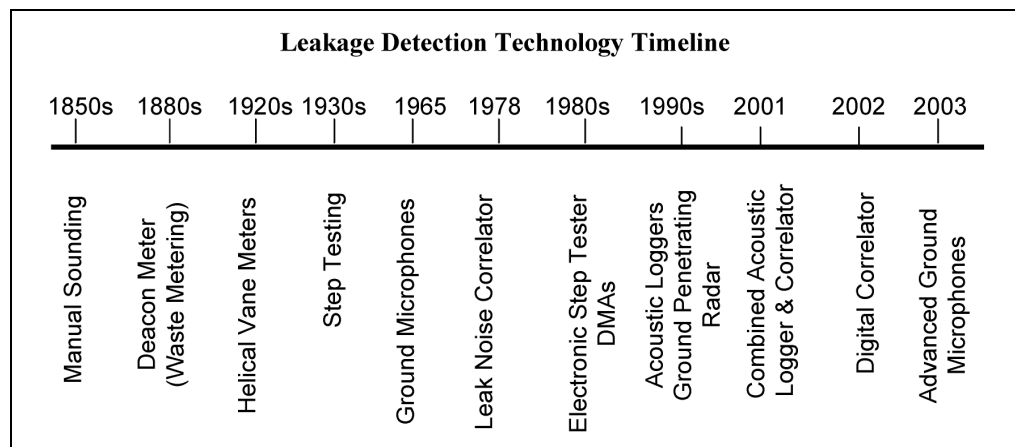 Leakage Detection Technology Timeline
1850s 1880s 1920s 1930s 1965 1978 1980s 1990s 2001 2002 2003
Manual Sounding
Deacon Meter
(Waste Metering)
Helical Vane Meters
Step Testing
Ground Microphones
Leak Noise Correlator
Electronic Step Tester
DMAs
Acoustic Loggers
Ground Penetrating
Radar
Combined Acoustic
Logger & Correlator
Digital Correlator
Advanced Ground
Microphones